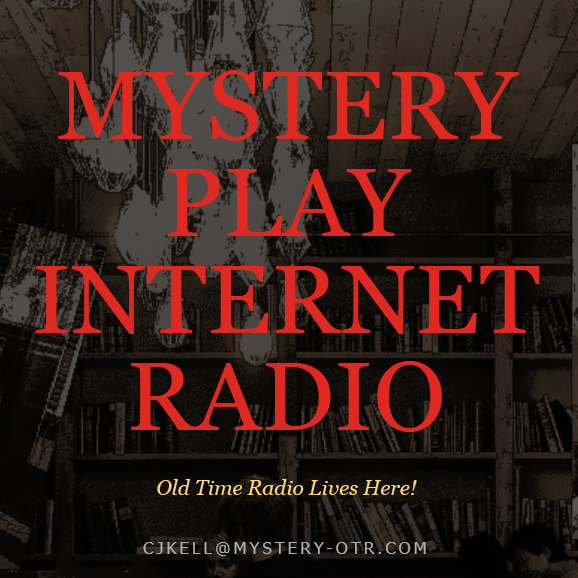 MYSTERY
PLAY
INTERNET
RADIO
Old Time Radio Lives Here!
CJKELL@MYSTERY-OTR.COM